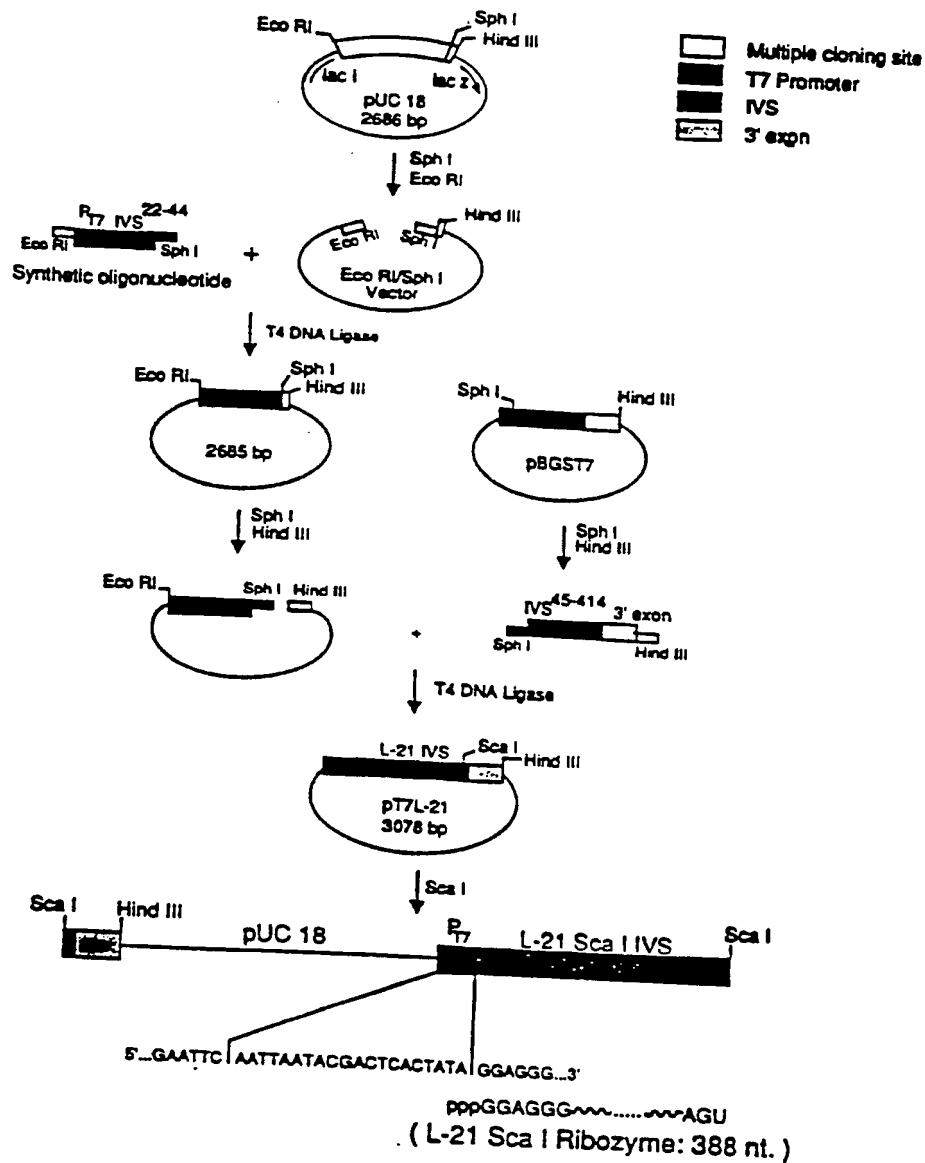 Eco RI
Sph I
Hind III
lac i
lac z
pUC 18
2686 bp
Multiple cloning site
T7 Promoter
IVS
3' exon
Sph I
Eco RI
P T7 IVS 22-44
Eco RI
Sph I
Synthetic oligonucleotide
+
Eco RI
Sph I
Hind III
Eco RI/Sph I
Vector
T4 DNA Ligase
Eco RI
Sph I
Hind III
2685 bp
Sph I
Hind III
pBGST7
Sph I
Hind III
Sph I
Hind III
Eco RI
Sph I
Hind III
+
IVS 45-414 3' exon
Sph I
Hind III
T4 DNA Ligase
L-21 IVS
Sca I
Hind III
pT7L-21
3078 bp
Sca I
Sca I
Hind III
pUC 18
P T7
L-21 Sca I IVS
Sca I
5'...GAATTC AATTAATACGACTCACTATA GGAGGG...3'
pppGGAGGG......AGU
( L-21 Sca I Ribozyme: 388 nt. )